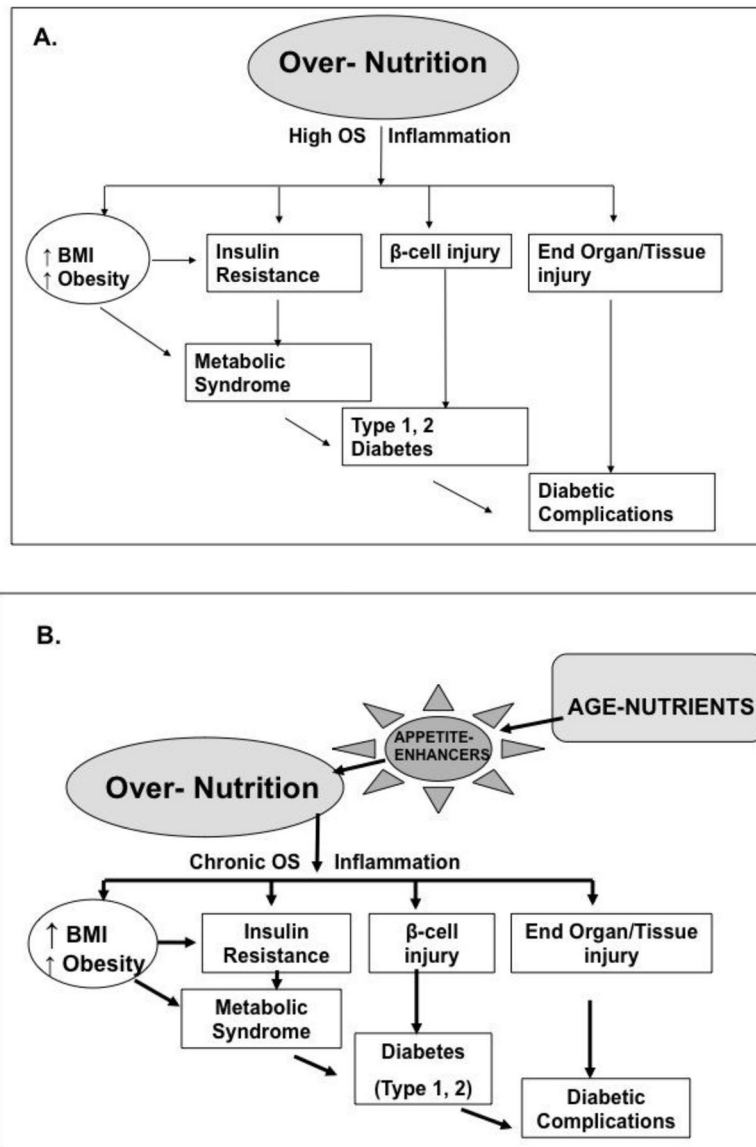 A.
Over- Nutrition
High OS Inflammation
↑ BMI
↑ Obesity
Insulin
Resistance
β-cell injury
End Organ/Tissue
injury
Metabolic
Syndrome
Type 1, 2
Diabetes
Diabetic
Complications
B.
AGE-NUTRIENTS
APPETITE-
ENHANCERS
Over- Nutrition
Chronic OS Inflammation
↑ BMI
↑ Obesity
Insulin
Resistance
β-cell
injury
End Organ/Tissue
injury
Metabolic
Syndrome
Diabetes
(Type 1, 2)
Diabetic
Complications